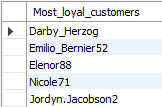 Most_loyal_customers
Darby_Herzog
Emilio_Bernier52
Elenor88
Nicole71
Jordyn.Jacobson2